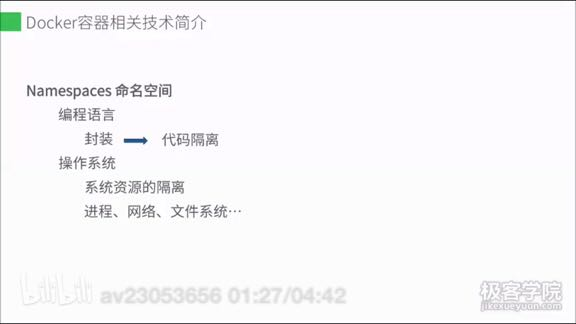 Docker容器相关技术简介
Namespaces 命名空间
编程语言
封装 代码隔离
操作系统
系统资源的隔离
进程、网络、文件系统…
bilibili av23053656 01:27/04:42
极客学院
jikexueyuan.com